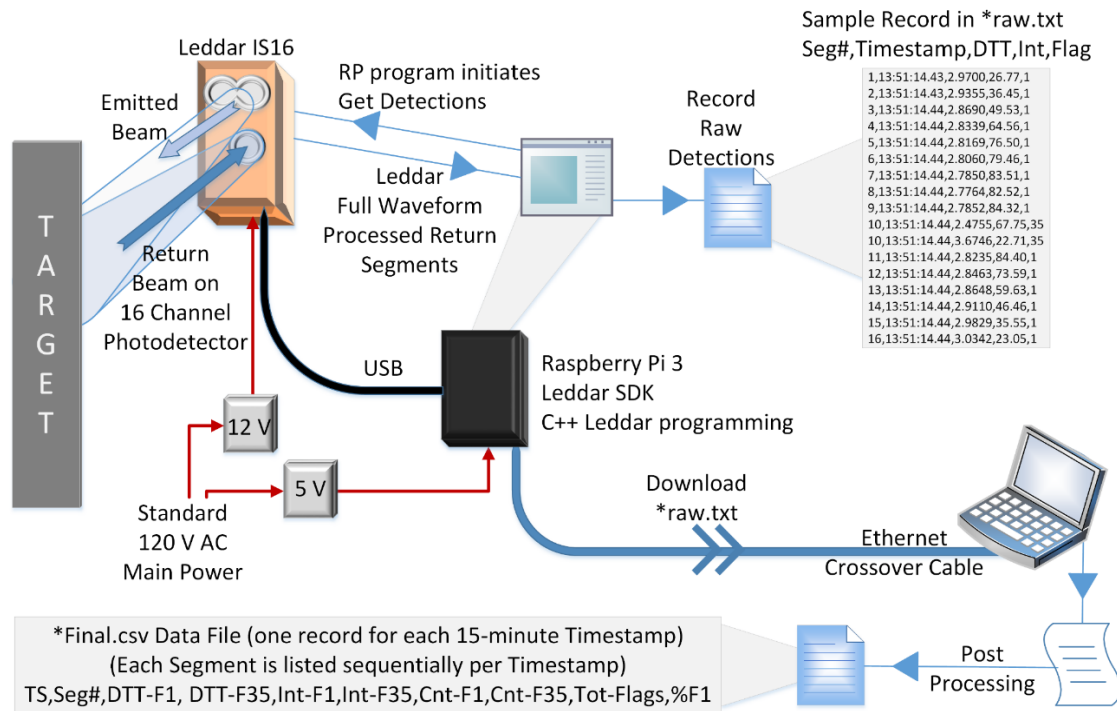 Leddar IS16
Emitted
Beam
RP program initiates
Get Detections
Leddar
Full Waveform
Processed Return
Segments
Record
Raw
Detections
Sample Record in *raw.txt
Seg#,Timestamp,DTT,Int,Flag
1,13:51:14.43,2.9700,26.77,1
2,13:51:14.43,2.9355,36.45,1
3,13:51:14.44,2.8690,49.53,1
4,13:51:14.44,2.8339,64.56,1
5,13:51:14.44,2.8169,76.50,1
6,13:51:14.44,2.8060,79.46,1
7,13:51:14.44,2.7850,83.51,1
8,13:51:14.44,2.7764,82.52,1
9,13:51:14.44,2.7852,84.32,1
10,13:51:14.44,2.4755,67.75,35
10,13:51:14.44,3.6746,22.71,35
11,13:51:14.44,2.8235,84.40,1
12,13:51:14.44,2.8463,73.59,1
13,13:51:14.44,2.8648,59.63,1
14,13:51:14.44,2.9110,46.46,1
15,13:51:14.44,2.9829,35.55,1
16,13:51:14.44,3.0342,23.05,1
TARGET
Return
Beam on
16 Channel
Photodetector
USB
Raspberry Pi 3
Leddar SDK
C++ Leddar programming
12 V
5 V
Standard
120 V AC
Main Power
Download
*raw.txt
Ethernet
Crossover Cable
Post
Processing
*Final.csv Data File (one record for each 15-minute Timestamp)
(Each Segment is listed sequentially per Timestamp)
TS,Seg#,DTT-F1, DTT-F35,Int-F1,Int-F35,Cnt-F1,Cnt-F35,Tot-Flags,%F1